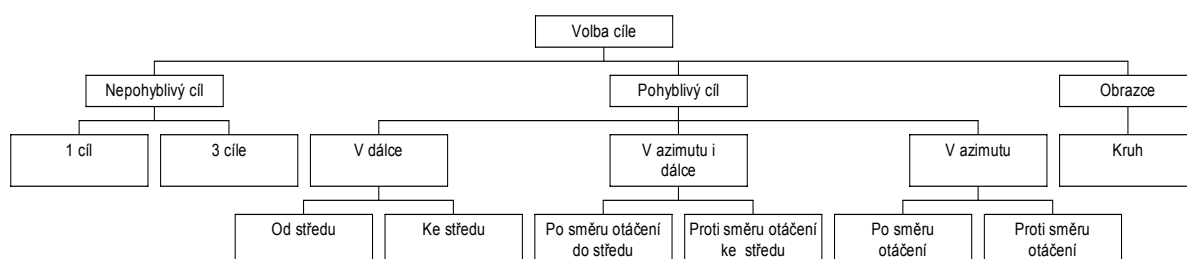 Volba cíle
Nepohyblivý cíl
Pohyblivý cíl
Obrazce
1 cíl
3 cíle
V dálce
V azimutu i
dálce
V azimutu
Kruh
Od středu
Ke středu
Po směru otáčení
do středu
Proti směru otáčení
ke středu
Po směru
otáčení
Proti směru
otáčení